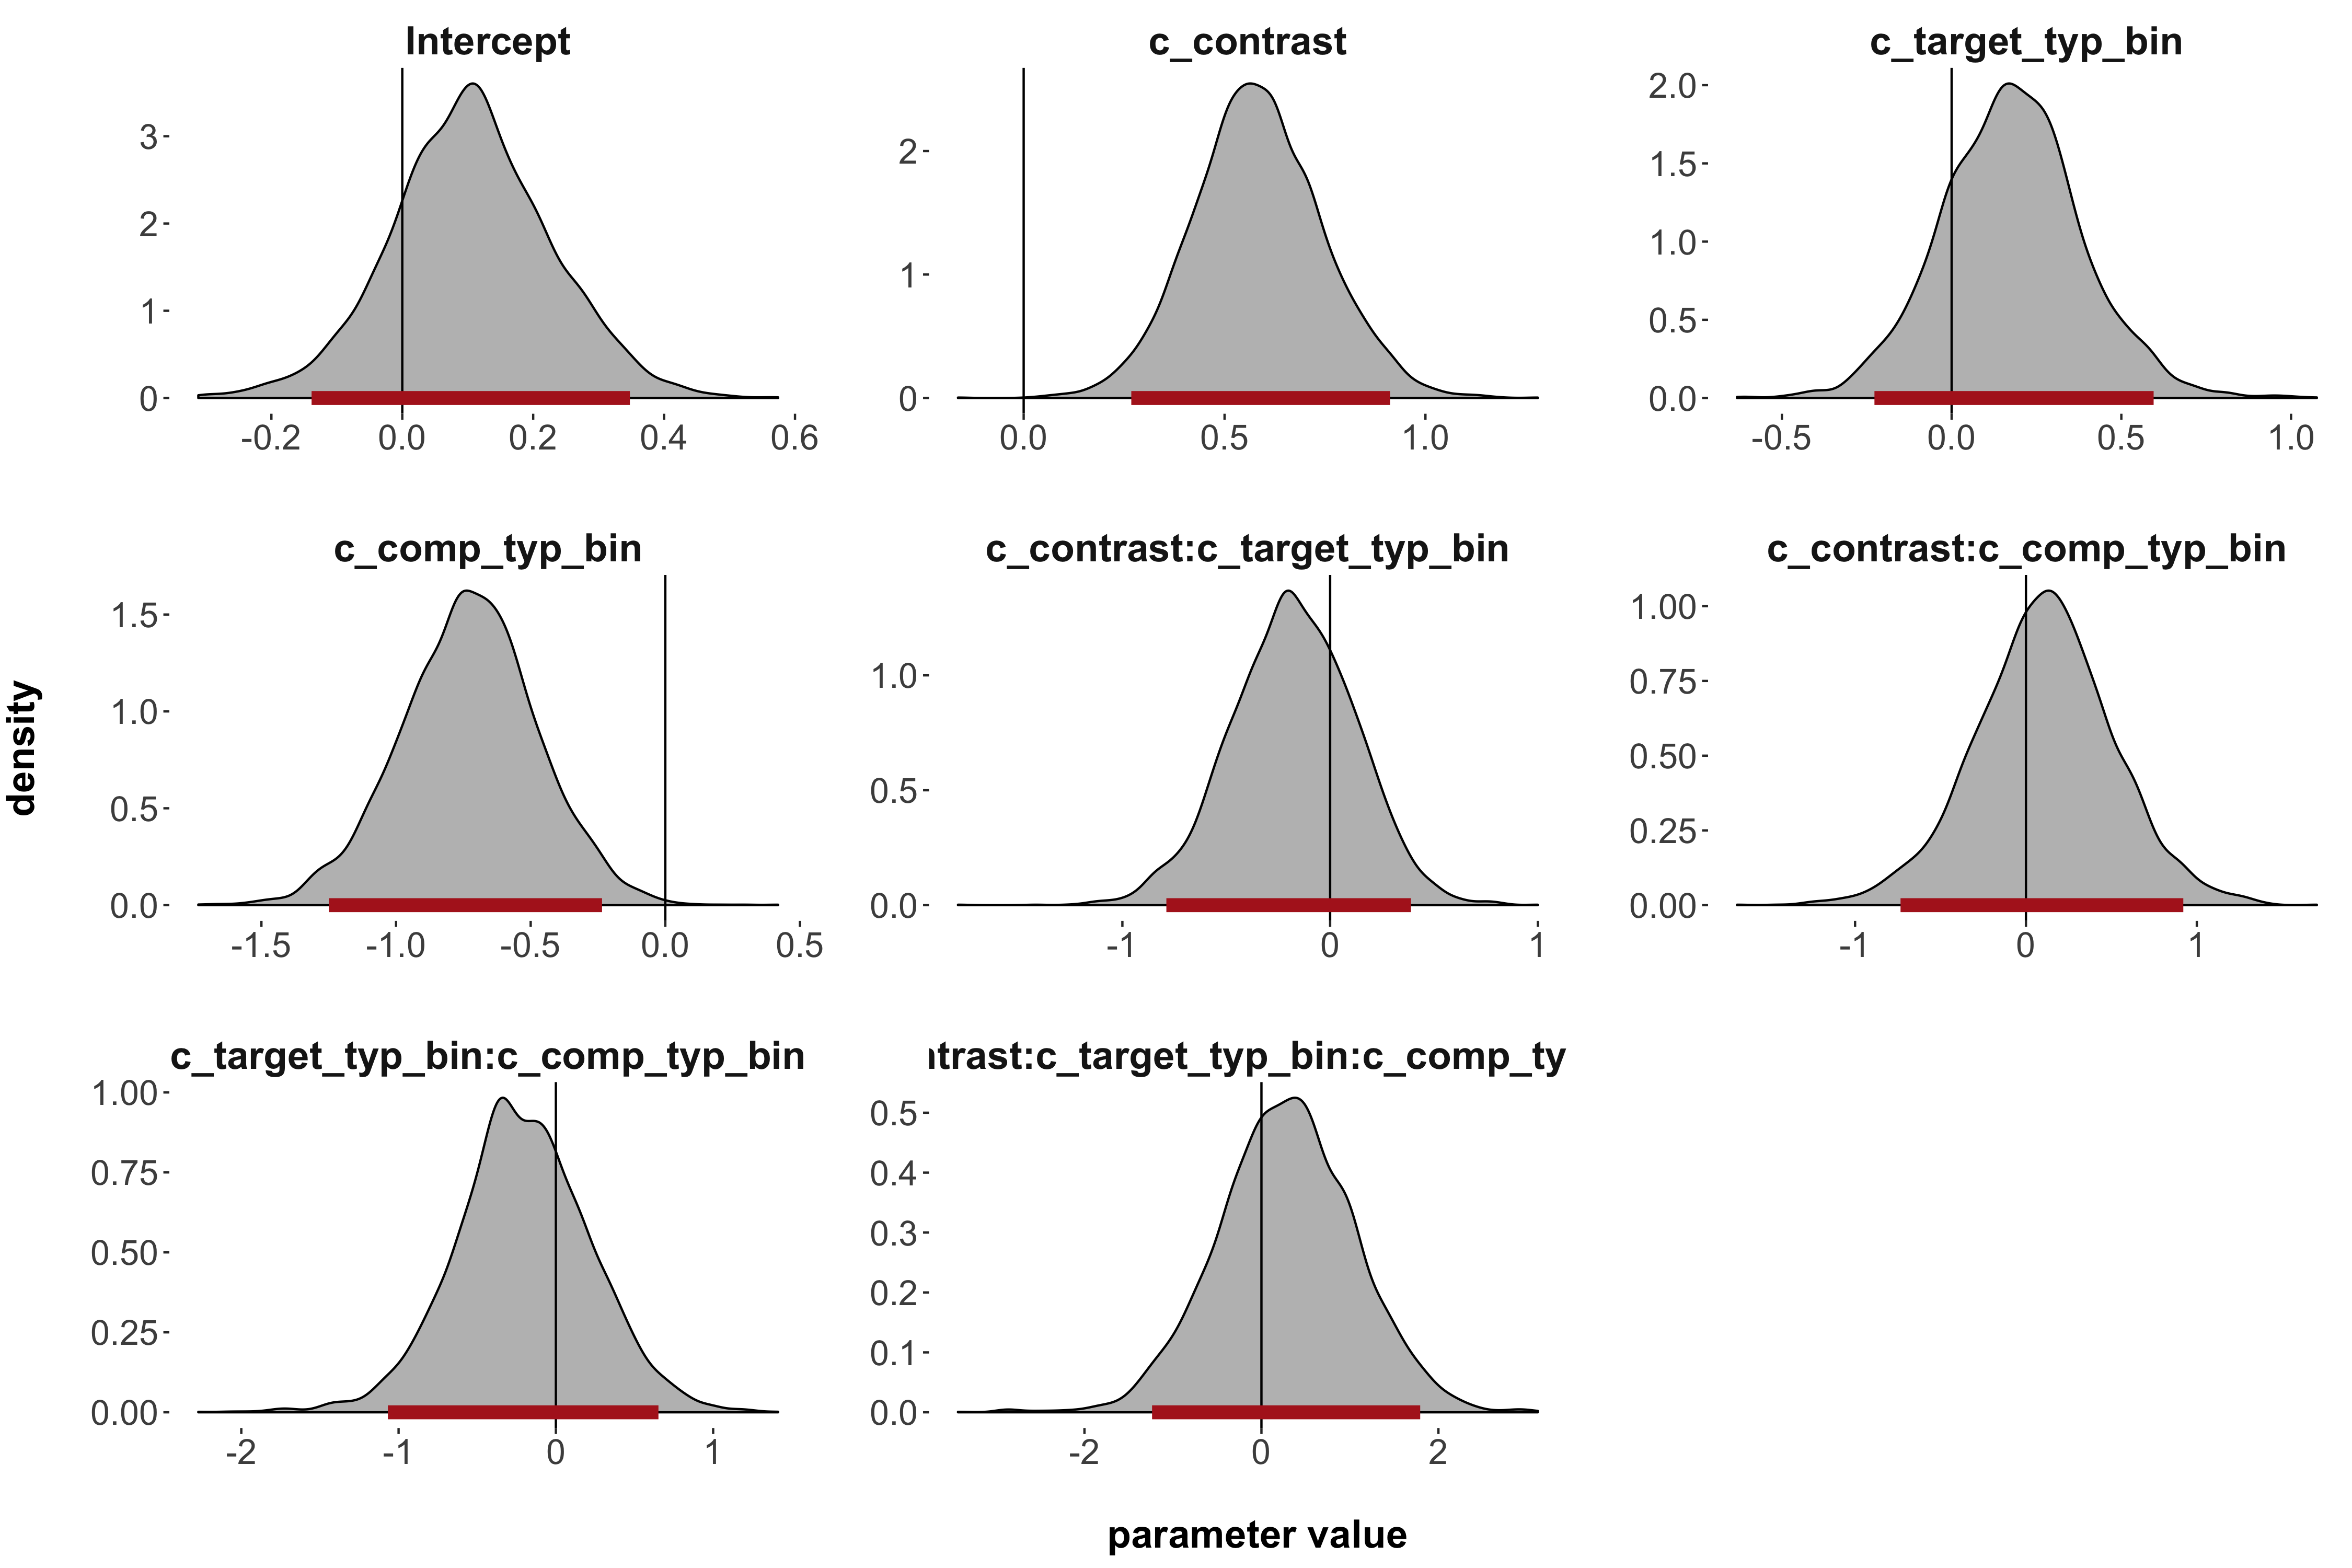 Intercept
c_contrast
c_target_typ_bin
3
2
1
0
-0.2 0.0 0.2 0.4 0.6
2
1
0
0.0 0.5 1.0
2.0
1.5
1.0
0.5
0.0
-0.5 0.0 0.5 1.0
c_comp_typ_bin
c_contrast:c_target_typ_bin
c_contrast:c_comp_typ_bin
1.5
1.0
0.5
0.0
-1.5 -1.0 -0.5 0.0 0.5
1.0
0.5
0.0
-1 0 1
1.00
0.75
0.50
0.25
0.00
-1 0 1
density
c_target_typ_bin:c_comp_typ_bin
ntrast:c_target_typ_bin:c_comp_ty
1.00
0.75
0.50
0.25
0.00
-2 -1 0 1
0.5
0.4
0.3
0.2
0.1
0.0
-2 0 2
parameter value